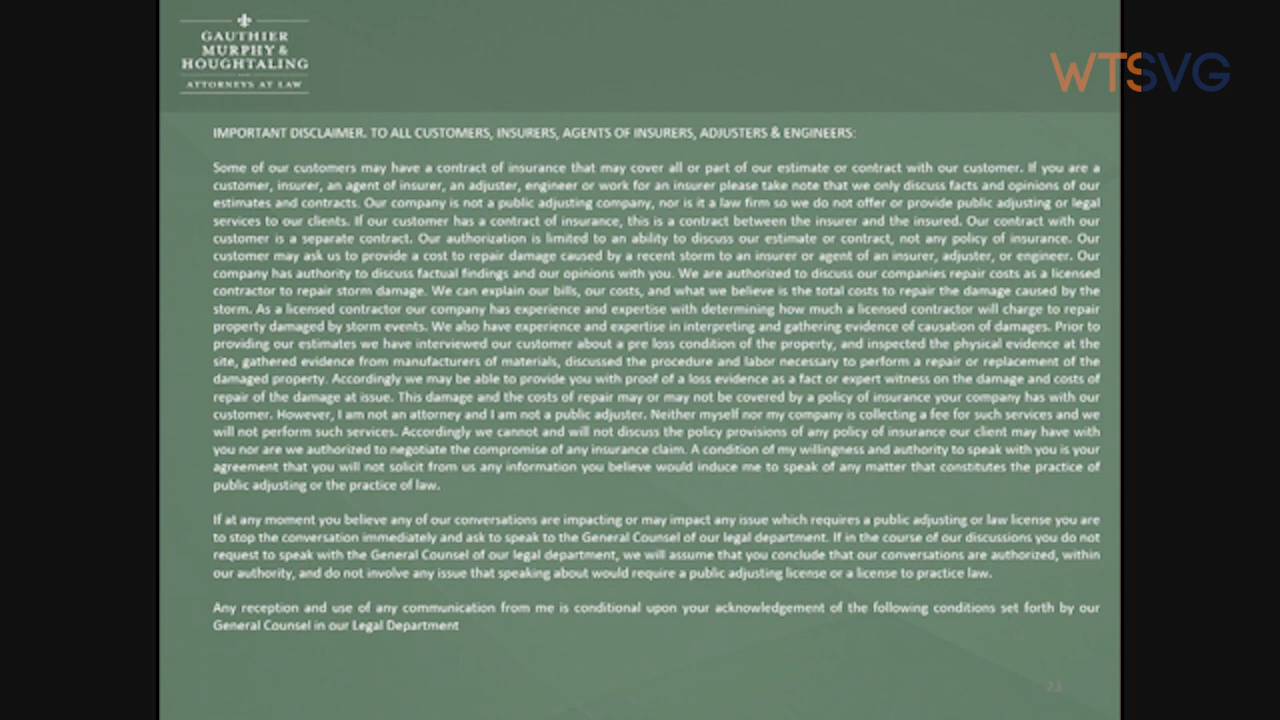 GAUTHIER
MURPHY &
HOUGHTALING
ATTORNEYS AT LAW
WTSVG
IMPORTANT DISCLAIMER. TO ALL CUSTOMERS, INSURERS, AGENTS OF INSURERS, ADJUSTERS & ENGINEERS:
Some of our customers may have a contract of insurance that may cover all or part of our estimate or contract with our customer. If you are a
customer, insurer, an agent of insurer, an adjuster, engineer or work for an insurer please take note that we only discuss facts and opinions of our
estimates and contracts. Our company is not a public adjusting company, nor is it a law firm so we do not offer or provide public adjusting or legal
services to our clients. If our customer has a contract of insurance, this is a contract between the insurer and the insured. Our contract with our
customer is a separate contract. Our authorization is limited to an ability to discuss our estimate or contract, not any policy of insurance. Our
customer may ask us to provide a cost to repair damage caused by a recent storm to an insurer or agent of an insurer, adjuster, or engineer. Our
company has authority to discuss factual findings and our opinions with you. We are authorized to discuss our companies repair costs as a licensed
contractor to repair storm damage. We can explain our bills, our costs, and what we believe is the total costs to repair the damage caused by the
storm. As a licensed contractor our company has experience and expertise with determining how much a licensed contractor will charge to repair
property damaged by storm events. We also have experience and expertise in interpreting and gathering evidence of causation of damages. Prior to
providing our estimates we have interviewed our customer about a pre loss condition of the property, and inspected the physical evidence at the
site, gathered evidence from manufacturers of materials, discussed the procedure and labor necessary to perform a repair or replacement of the
damaged property. Accordingly we may be able to provide you with proof of a loss evidence as a fact or expert witness on the damage and costs of
repair of the damage at issue. This damage and the costs of repair may or may not be covered by a policy of insurance your company has with our
customer. However, I am not an attorney and I am not a public adjuster. Neither myself nor my company is collecting a fee for such services and we
will not perform such services. Accordingly we cannot and will not discuss the policy provisions of any policy of insurance our client may have with
you nor are we authorized to negotiate the compromise of any insurance claim. A condition of my willingness and authority to speak with you is your
agreement that you will not solicit from us any information you believe would induce me to speak of any matter that constitutes the practice of
public adjusting or the practice of law.
If at any moment you believe any of our conversations are impacting or may impact any issue which requires a public adjusting or law license you are
to stop the conversation immediately and ask to speak to the General Counsel of our legal department. If in the course of our discussions you do not
request to speak with the General Counsel of our legal department, we will assume that you conclude that our conversations are authorized, within
our authority, and do not involve any issue that speaking about would require a public adjusting license or a license to practice law.
Any reception and use of any communication from me is conditional upon your acknowledgement of the following conditions set forth by our
General Counsel in our Legal Department
23